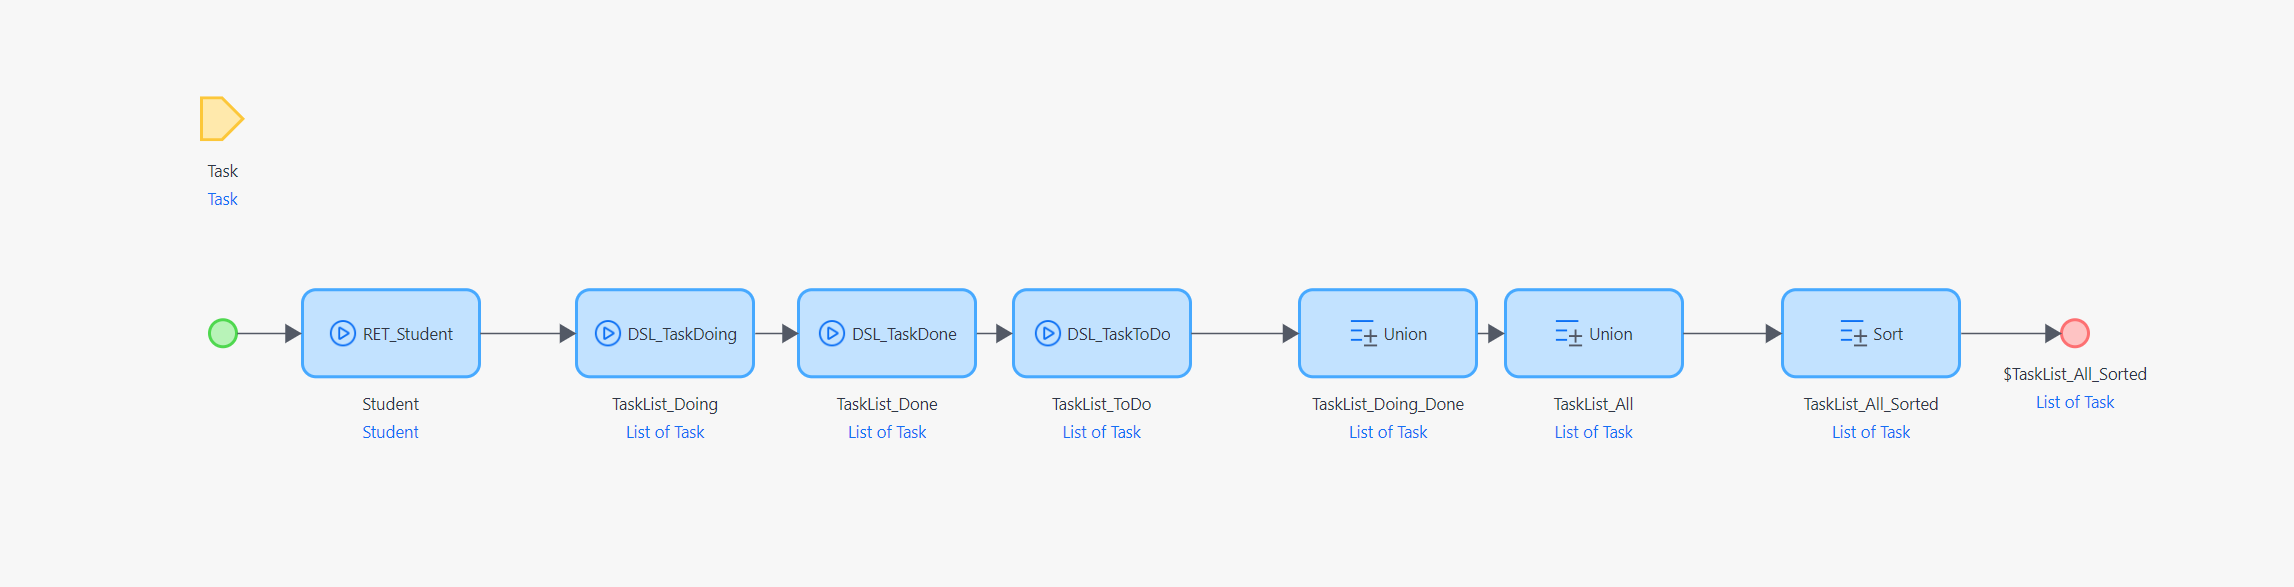 Task
Task
RET_Student
Student
Student
DSL_TaskDoing
TaskList_Doing
List of Task
DSL_TaskDone
TaskList_Done
List of Task
DSL_TaskToDo
TaskList_ToDo
List of Task
Union
TaskList_Doing_Done
List of Task
Union
TaskList_All
List of Task
Sort
TaskList_All_Sorted
List of Task
$TaskList_All_Sorted
List of Task